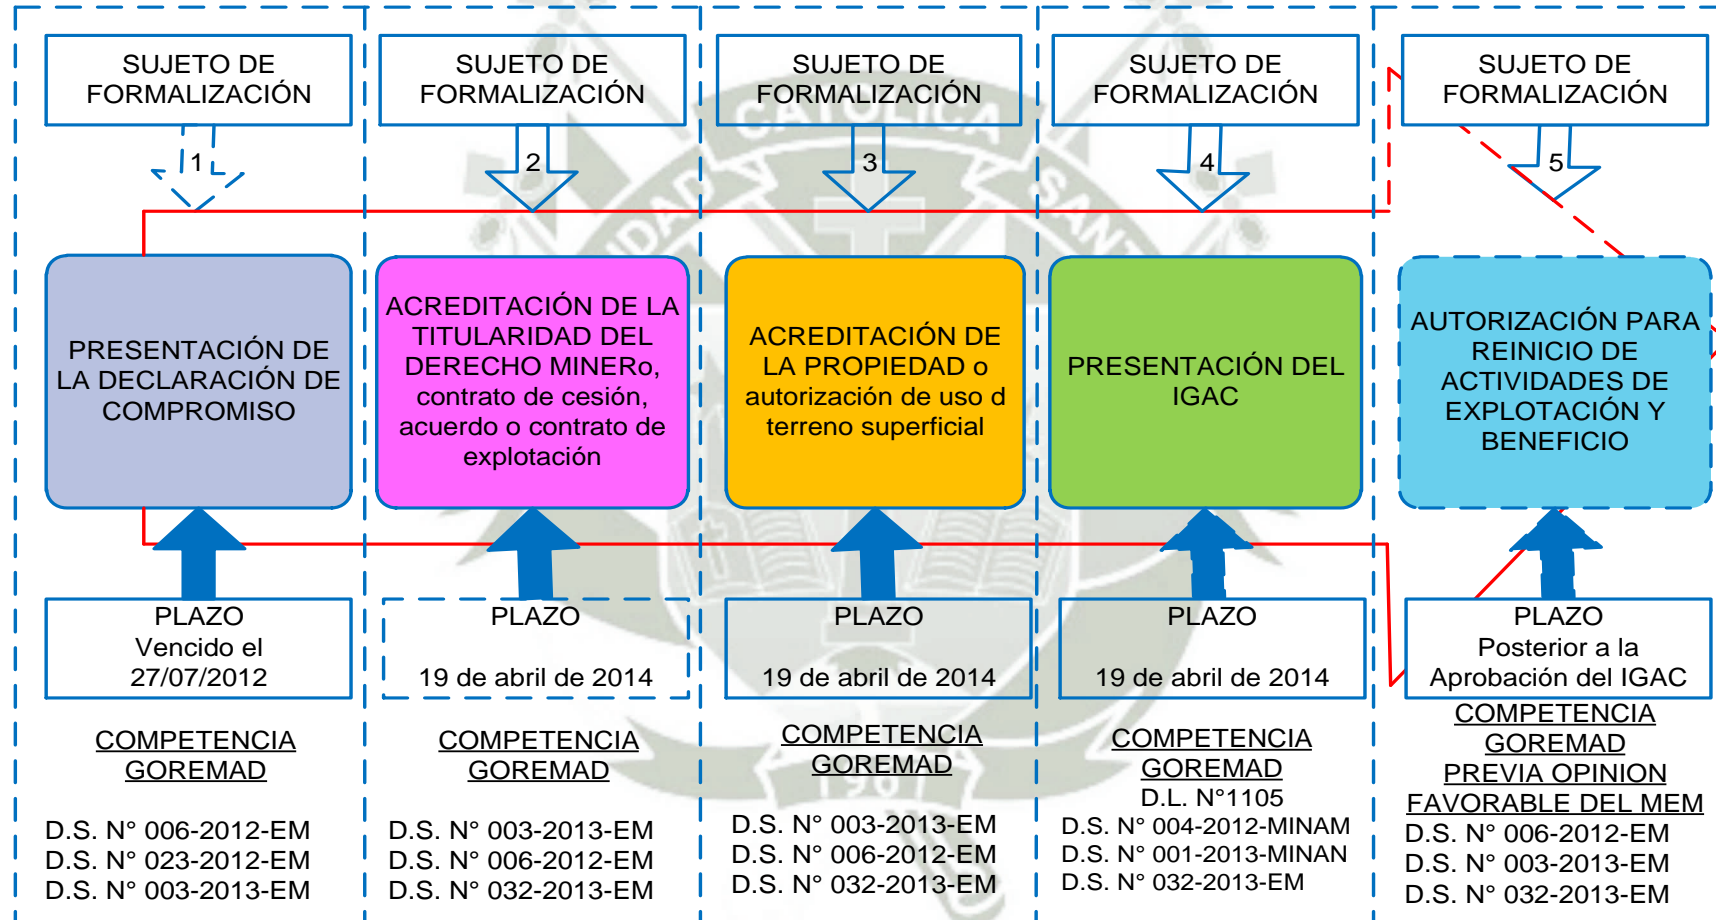 SUJETO DE
FORMALIZACIÓN
1
PRESENTACIÓN DE
LA DECLARACIÓN DE
COMPROMISO
PLAZO
Vencido el
27/07/2012
COMPETENCIA
GOREMAD
D.S. N° 006-2012-EM
D.S. N° 023-2012-EM
D.S. N° 003-2013-EM
SUJETO DE
FORMALIZACIÓN
2
ACREDITACIÓN DE LA
TITULARIDAD DEL
DERECHO MINERo,
contrato de cesión,
acuerdo o contrato de
explotación
PLAZO
19 de abril de 2014
COMPETENCIA
GOREMAD
D.S. N° 003-2013-EM
D.S. N° 006-2012-EM
D.S. N° 032-2013-EM
SUJETO DE
FORMALIZACIÓN
3
ACREDITACIÓN DE
LA PROPIEDAD o
autorización de uso d
terreno superficial
PLAZO
19 de abril de 2014
COMPETENCIA
GOREMAD
D.S. N° 003-2013-EM
D.S. N° 006-2012-EM
D.S. N° 032-2013-EM
SUJETO DE
FORMALIZACIÓN
4
PRESENTACIÓN DEL
IGAC
PLAZO
19 de abril de 2014
COMPETENCIA
GOREMAD
D.L. N°1105
D.S. N° 004-2012-MINAM
D.S. N° 001-2013-MINAN
D.S. N° 032-2013-EM
SUJETO DE
FORMALIZACIÓN
5
AUTORIZACIÓN PARA
REINICIO DE
ACTIVIDADES DE
EXPLOTACIÓN Y
BENEFICIO
PLAZO
Posterior a la
Aprobación del IGAC
COMPETENCIA
GOREMAD
PREVIA OPINION
FAVORABLE DEL MEM
D.S. N° 006-2012-EM
D.S. N° 003-2013-EM
D.S. N° 032-2013-EM
CATOLICA